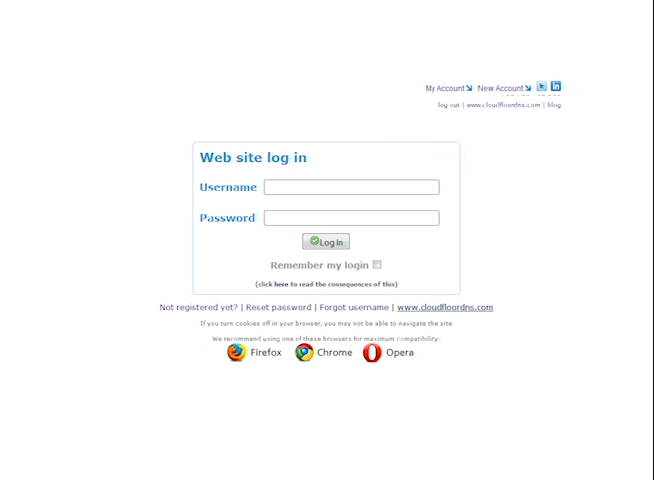 My Account New Account
log out | www.cloudfloordns.com | blog
Web site log in
Username
Password
Log In
Remember my login
(click here to read the consequences of this)
Not registered yet? | Reset password | Forgot username | www.cloudfloordns.com
If you turn cookies off in your browser, you may not be able to navigate the site
We recommend using one of these browsers for maximum compatibility:
Firefox Chrome Opera